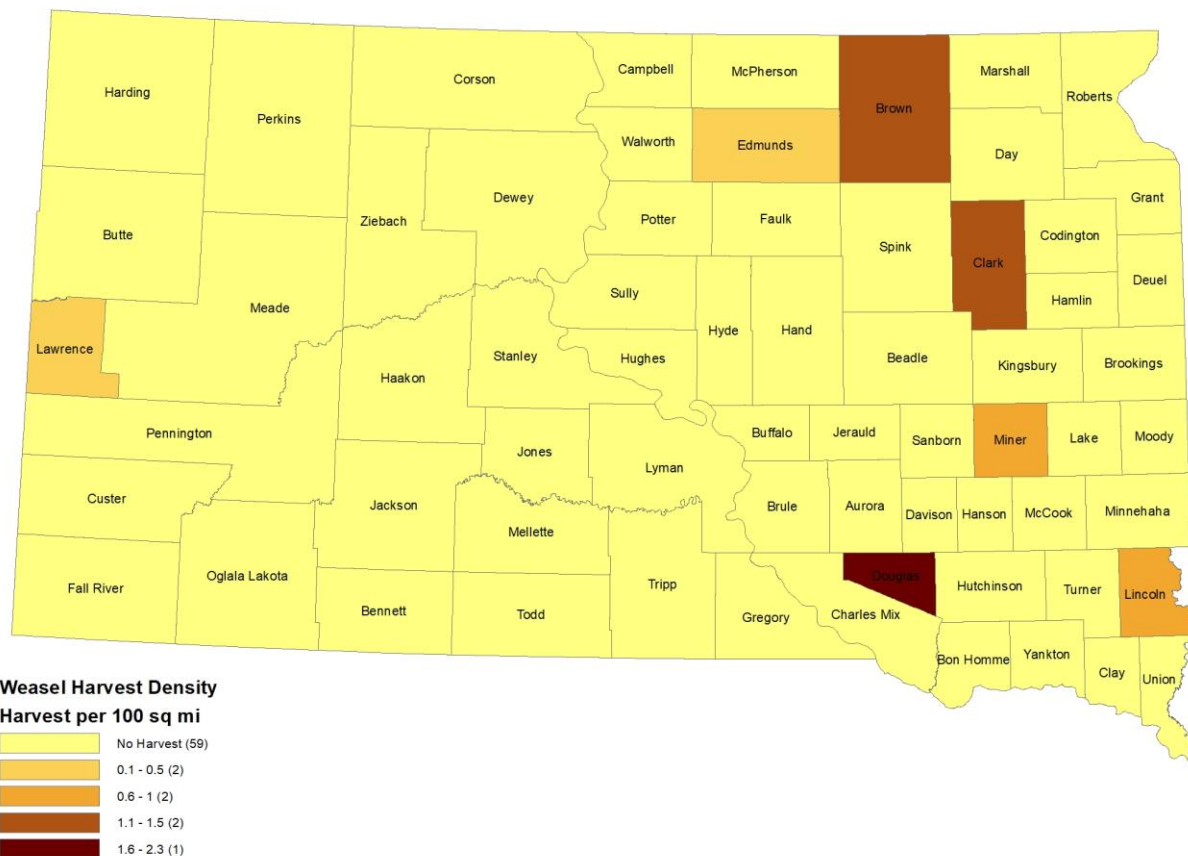 Harding
Perkins
Corson
Campbell
McPherson
Brown
Marshall
Roberts
Walworth
Edmunds
Day
Dewey
Ziebach
Butte
Potter
Faulk
Spink
Grant
Codington
Clark
Deuel
Hamlin
Meade
Sully
Hyde
Hand
Lawrence
Stanley
Hughes
Beadle
Kingsbury
Brookings
Haakon
Pennington
Buffalo
Jerauld
Sanborn
Miner
Lake
Moody
Jones
Lyman
Custer
Jackson
Brule
Aurora
Davison
Hanson
McCook
Minnehaha
Mellette
Fall River
Oglala Lakota
Tripp
Douglas
Hutchinson
Turner
Lincoln
Bennett
Todd
Gregory
Charles Mix
Bon Homme
Yankton
Clay
Union
Weasel Harvest Density
Harvest per 100 sq mi
No Harvest (59)
0.1 - 0.5 (2)
0.6 - 1 (2)
1.1 - 1.5 (2)
1.6 - 2.3 (1)